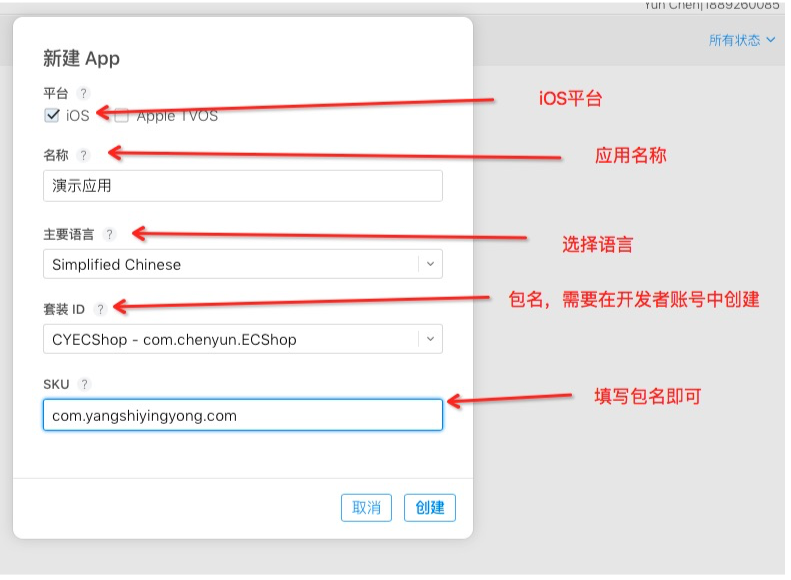 Yun Chen|1889260085
所有状态
新建 App
平台 ?
iOS
Apple TVOS
iOS平台
名称 ?
应用名称
演示应用
主要语言 ?
选择语言
Simplified Chinese
套装 ID ?
包名，需要在开发者账号中创建
CYECShop - com.chenyun.ECShop
SKU ?
填写包名即可
com.yangshiyingyong.com
取消
创建